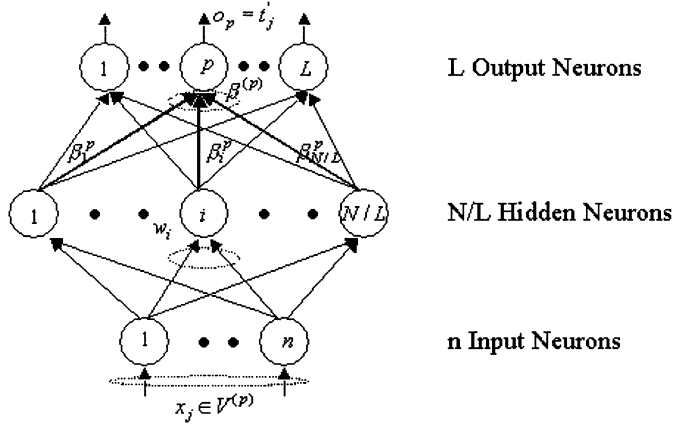 o_p = t'_j
1 p L L Output Neurons
β^(p)
β_1^p β_i^p β_{N/L}^p
1 i N / L N/L Hidden Neurons
w_i
1 n n Input Neurons
x_j ∈ V^(p)